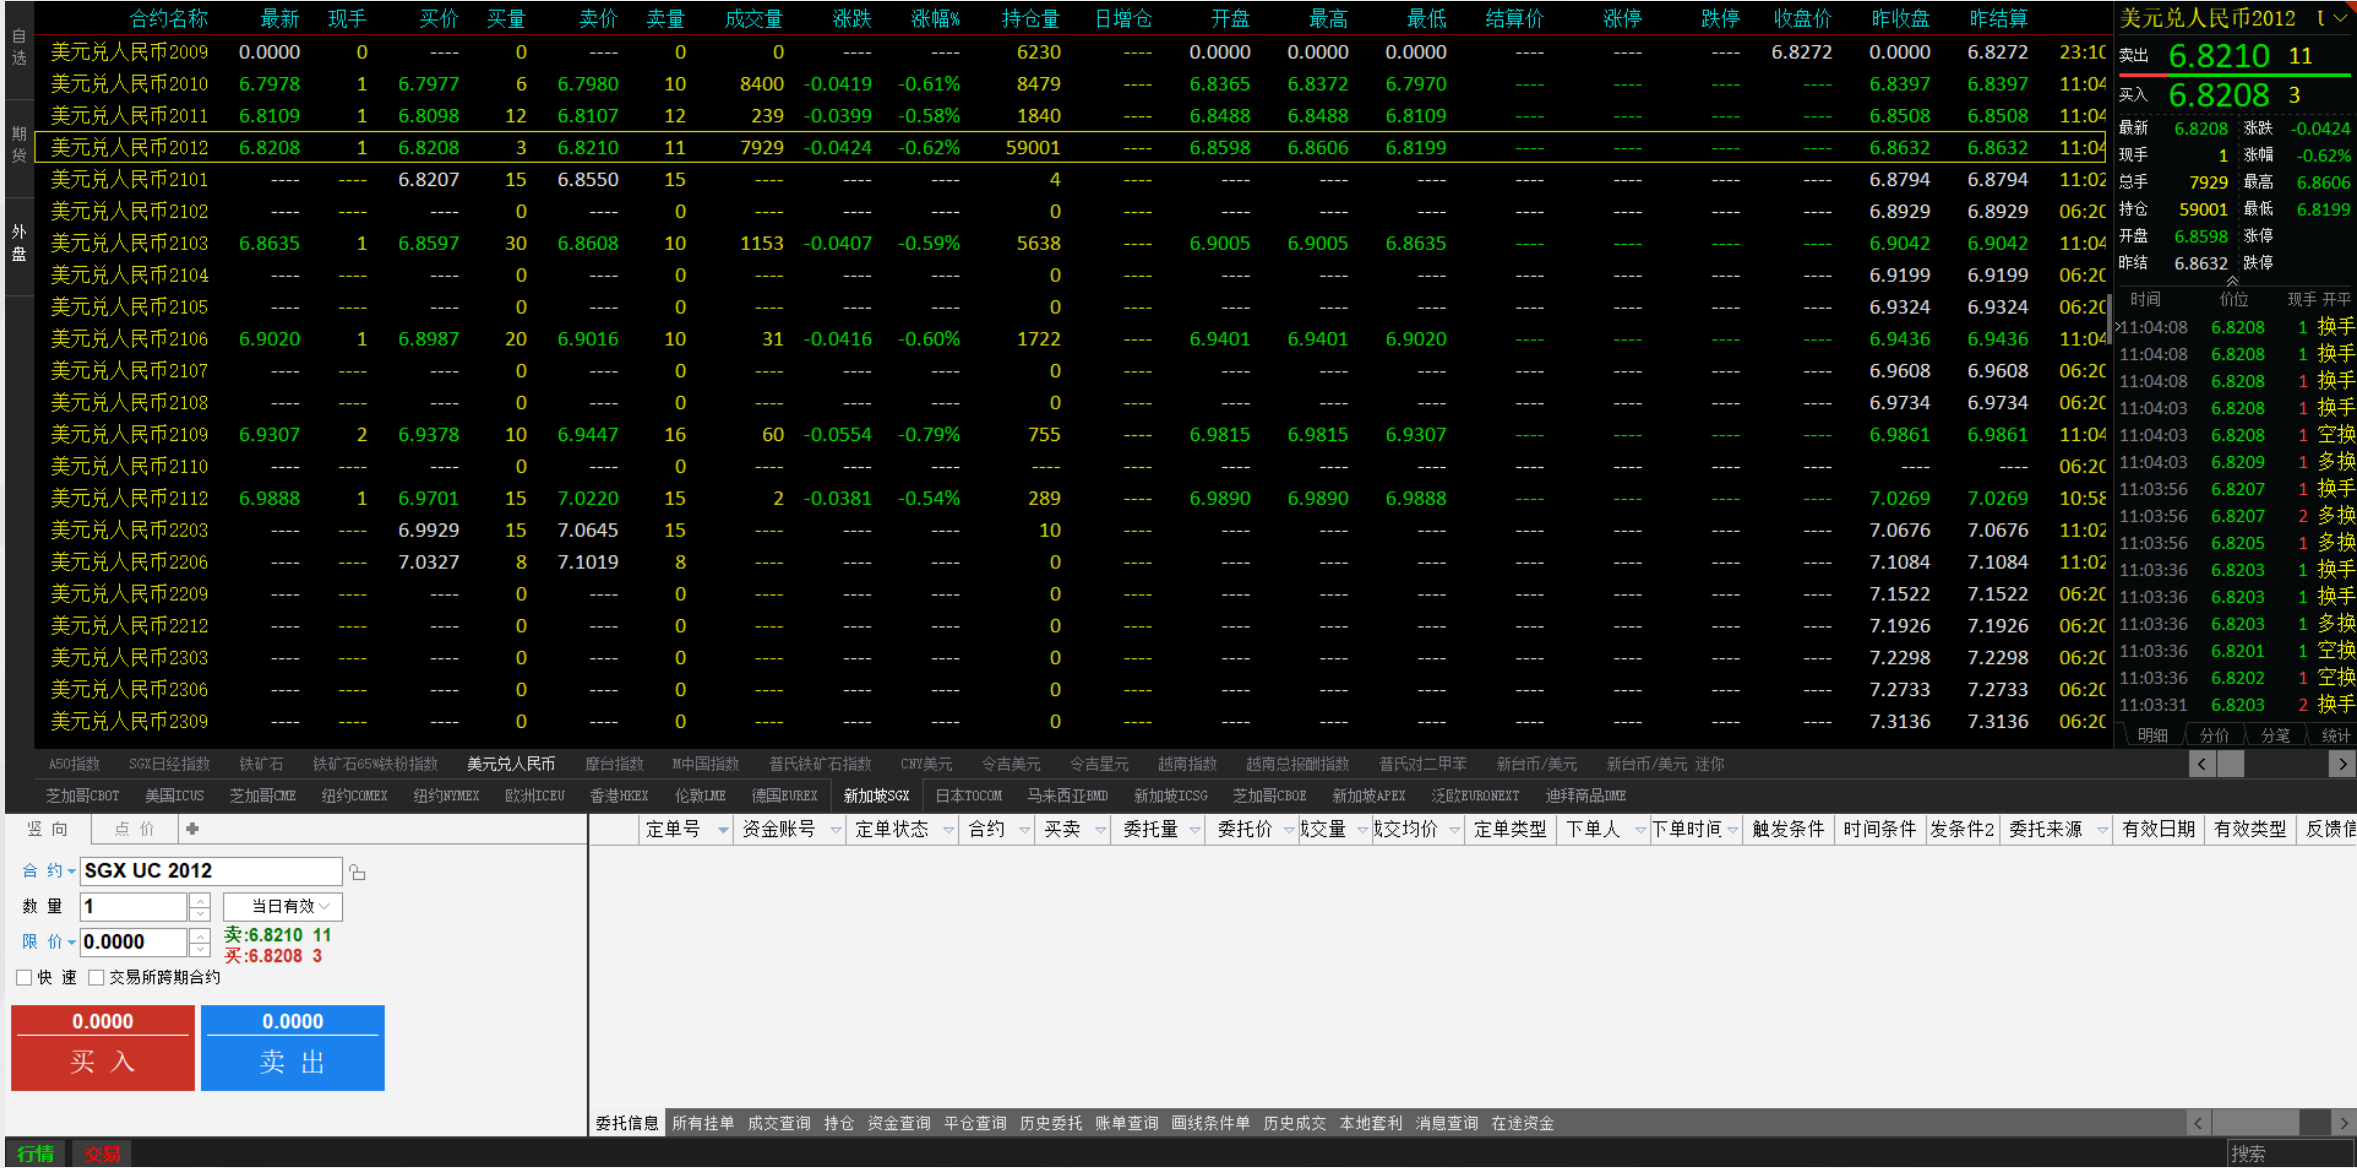 合约名称 最新 现手 买价 买量 卖价 卖量 成交量 涨跌 涨幅% 持仓量 日增仓 开盘 最高 最低 结算价 涨停 跌停 收盘价 昨收盘 昨结算
美元兑人民币2009 0.0000 0 ---- 0 ---- 0 0 ---- ---- 6230 ---- 0.0000 0.0000 0.0000 ---- ---- ---- 6.8272 0.0000 6.8272 23:10
美元兑人民币2010 6.7978 1 6.7977 6 6.7980 10 8400 -0.0419 -0.61% 8479 ---- 6.8365 6.8372 6.7970 ---- ---- ---- ---- 6.8397 6.8397 11:04
美元兑人民币2011 6.8109 1 6.8098 12 6.8107 12 239 -0.0399 -0.58% 1840 ---- 6.8488 6.8488 6.8109 ---- ---- ---- ---- 6.8508 6.8508 11:04
美元兑人民币2012 6.8208 1 6.8208 3 6.8210 11 7929 -0.0424 -0.62% 59001 ---- 6.8598 6.8606 6.8199 ---- ---- ---- ---- 6.8632 6.8632 11:04
美元兑人民币2101 ---- ---- 6.8207 15 6.8550 15 ---- ---- ---- 4 ---- ---- ---- ---- ---- ---- ---- ---- 6.8794 6.8794 11:02
美元兑人民币2102 ---- ---- ---- 0 ---- 0 ---- ---- ---- 0 ---- ---- ---- ---- ---- ---- ---- ---- 6.8929 6.8929 06:20
美元兑人民币2103 6.8635 1 6.8597 30 6.8608 10 1153 -0.0407 -0.59% 5638 ---- 6.9005 6.9005 6.8635 ---- ---- ---- ---- 6.9042 6.9042 11:04
美元兑人民币2104 ---- ---- ---- 0 ---- 0 ---- ---- ---- 0 ---- ---- ---- ---- ---- ---- ---- ---- 6.9199 6.9199 06:20
美元兑人民币2105 ---- ---- ---- 0 ---- 0 ---- ---- ---- 0 ---- ---- ---- ---- ---- ---- ---- ---- 6.9324 6.9324 06:20
美元兑人民币2106 6.9020 1 6.8987 20 6.9016 10 31 -0.0416 -0.60% 1722 ---- 6.9401 6.9401 6.9020 ---- ---- ---- ---- 6.9436 6.9436 11:04
美元兑人民币2107 ---- ---- ---- 0 ---- 0 ---- ---- ---- 0 ---- ---- ---- ---- ---- ---- ---- ---- 6.9608 6.9608 06:20
美元兑人民币2108 ---- ---- ---- 0 ---- 0 ---- ---- ---- 0 ---- ---- ---- ---- ---- ---- ---- ---- 6.9734 6.9734 06:20
美元兑人民币2109 6.9307 2 6.9378 10 6.9447 16 60 -0.0554 -0.79% 755 ---- 6.9815 6.9815 6.9307 ---- ---- ---- ---- 6.9861 6.9861 11:04
美元兑人民币2110 ---- ---- ---- 0 ---- 0 ---- ---- ---- ---- ---- ---- ---- ---- ---- ---- ---- ---- ---- ---- 06:20
美元兑人民币2112 6.9888 1 6.9701 15 7.0220 15 2 -0.0381 -0.54% 289 ---- 6.9890 6.9890 6.9888 ---- ---- ---- ---- 7.0269 7.0269 10:58
美元兑人民币2203 ---- ---- 6.9929 15 7.0645 15 ---- ---- ---- 10 ---- ---- ---- ---- ---- ---- ---- ---- 7.0676 7.0676 11:02
美元兑人民币2206 ---- ---- 7.0327 8 7.1019 8 ---- ---- ---- 0 ---- ---- ---- ---- ---- ---- ---- ---- 7.1084 7.1084 11:02
美元兑人民币2209 ---- ---- ---- 0 ---- 0 ---- ---- ---- 0 ---- ---- ---- ---- ---- ---- ---- ---- 7.1522 7.1522 06:20
美元兑人民币2212 ---- ---- ---- 0 ---- 0 ---- ---- ---- 0 ---- ---- ---- ---- ---- ---- ---- ---- 7.1926 7.1926 06:20
美元兑人民币2303 ---- ---- ---- 0 ---- 0 ---- ---- ---- 0 ---- ---- ---- ---- ---- ---- ---- ---- 7.2298 7.2298 06:20
美元兑人民币2306 ---- ---- ---- 0 ---- 0 ---- ---- ---- 0 ---- ---- ---- ---- ---- ---- ---- ---- 7.2733 7.2733 06:20
美元兑人民币2309 ---- ---- ---- 0 ---- 0 ---- ---- ---- 0 ---- ---- ---- ---- ---- ---- ---- ---- 7.3136 7.3136 06:20
自选
期货
外盘
美元兑人民币2012
卖出 6.8210 11
买入 6.8208 3
最新 6.8208 涨跌 -0.0424
现手 1 涨幅 -0.62%
总手 7929 最高 6.8606
持仓 59001 最低 6.8199
开盘 6.8598 涨停
昨结 6.8632 跌停
时间 价位 现手 开平
11:04:08 6.8208 1 换手
11:04:08 6.8208 1 换手
11:04:08 6.8208 1 换手
11:04:03 6.8208 1 换手
11:04:03 6.8208 1 空换
11:04:03 6.8209 1 多换
11:03:56 6.8207 1 换手
11:03:56 6.8207 2 多换
11:03:56 6.8205 1 多换
11:03:36 6.8203 1 换手
11:03:36 6.8203 1 换手
11:03:36 6.8203 1 多换
11:03:36 6.8201 1 空换
11:03:36 6.8202 1 空换
11:03:31 6.8203 2 换手
明细 分价 分笔 统计
A50指数 SGX日经指数 铁矿石 铁矿石65%铁粉指数 美元兑人民币 摩台指数 M中国指数 普氏铁矿石指数 CNY美元 令吉美元 令吉星元 越南指数 越南总报酬指数 普氏对二甲苯 新台币/美元 新台币/美元 迷你
芝加哥CBOT 美国ICUS 芝加哥CME 纽约COMEX 纽约NYMEX 欧洲ICEU 香港HKEX 伦敦LME 德国EUREX 新加坡SGX 日本TOCOM 马来西亚BMD 新加坡ICSG 芝加哥CBOE 新加坡APEX 泛欧EURONEXT 迪拜商品DME
竖 向 点 价
合 约 SGX UC 2012
数 量 1 当日有效
限 价 0.0000 卖:6.8210 11
买:6.8208 3
快 速 交易所跨期合约
0.0000 0.0000
买 入 卖 出
定单号 资金账号 定单状态 合约 买卖 委托量 委托价 成交量 成交均价 定单类型 下单人 下单时间 触发条件 时间条件 发条件2 委托来源 有效日期 有效类型 反馈信
委托信息 所有挂单 成交查询 持仓 资金查询 平仓查询 历史委托 账单查询 画线条件单 历史成交 本地套利 消息查询 在途资金
行情 交易 搜索